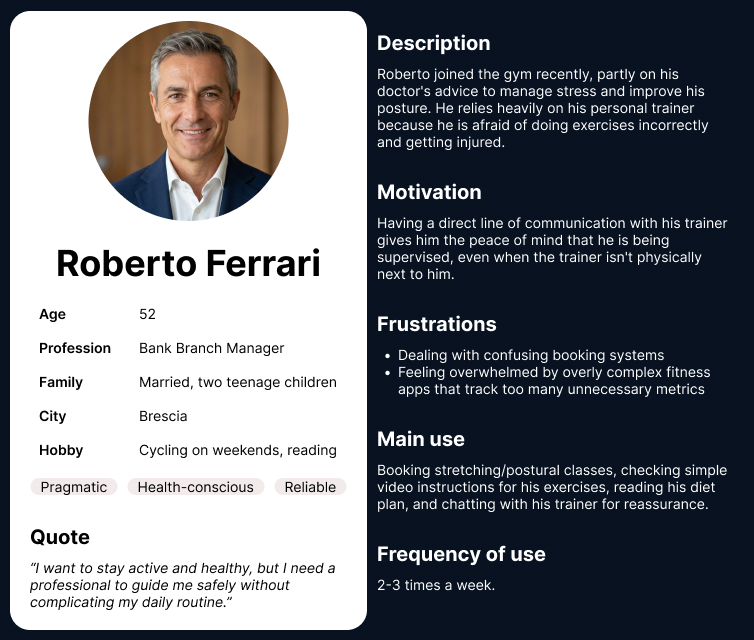 Roberto Ferrari
Age 52
Profession Bank Branch Manager
Family Married, two teenage children
City Brescia
Hobby Cycling on weekends, reading
Pragmatic Health-conscious Reliable
Quote
“I want to stay active and healthy, but I need a
professional to guide me safely without
complicating my daily routine.”
Description
Roberto joined the gym recently, partly on his
doctor's advice to manage stress and improve his
posture. He relies heavily on his personal trainer
because he is afraid of doing exercises incorrectly
and getting injured.
Motivation
Having a direct line of communication with his trainer
gives him the peace of mind that he is being
supervised, even when the trainer isn't physically
next to him.
Frustrations
• Dealing with confusing booking systems
• Feeling overwhelmed by overly complex fitness
apps that track too many unnecessary metrics
Main use
Booking stretching/postural classes, checking simple
video instructions for his exercises, reading his diet
plan, and chatting with his trainer for reassurance.
Frequency of use
2-3 times a week.